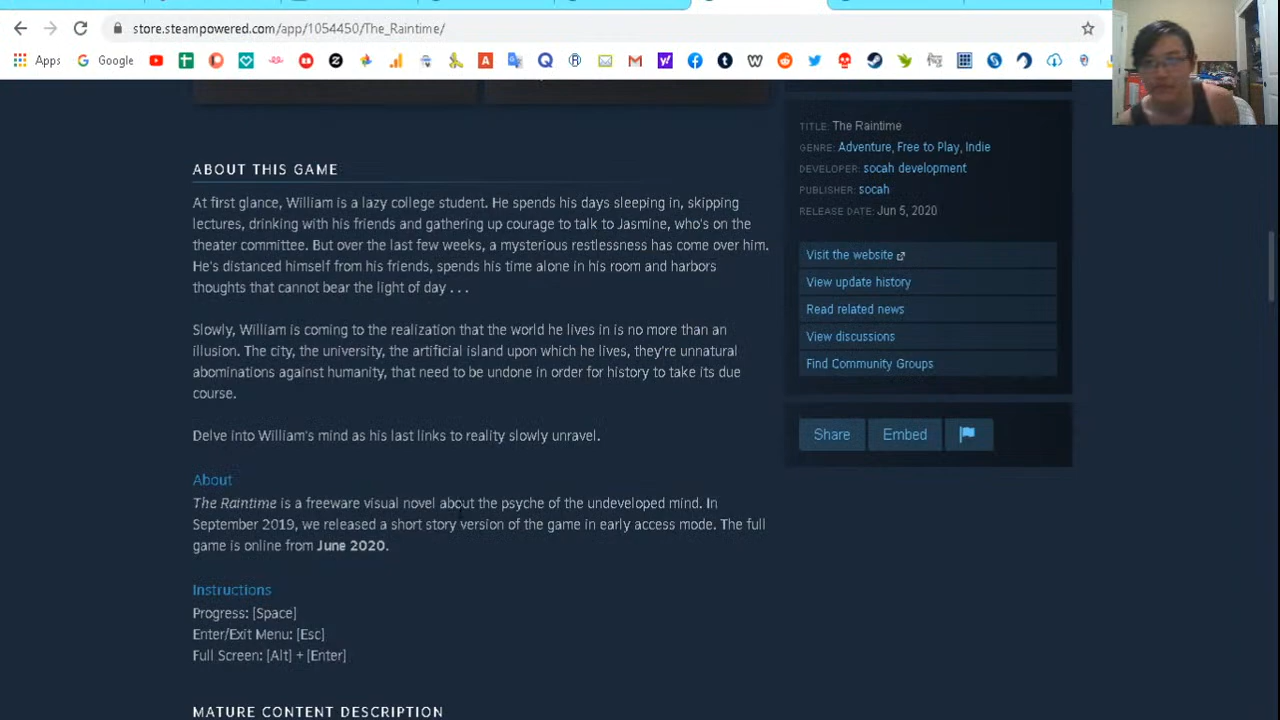 store.steampowered.com/app/1054450/The_Raintime/
Apps
Google
ABOUT THIS GAME
At first glance, William is a lazy college student. He spends his days sleeping in, skipping
lectures, drinking with his friends and gathering up courage to talk to Jasmine, who's on the
theater committee. But over the last few weeks, a mysterious restlessness has come over him.
He's distanced himself from his friends, spends his time alone in his room and harbors
thoughts that cannot bear the light of day . . .
Slowly, William is coming to the realization that the world he lives in is no more than an
illusion. The city, the university, the artificial island upon which he lives, they're unnatural
abominations against humanity, that need to be undone in order for history to take its due
course.
Delve into William's mind as his last links to reality slowly unravel.
About
The Raintime is a freeware visual novel about the psyche of the undeveloped mind. In
September 2019, we released a short story version of the game in early access mode. The full
game is online from June 2020.
Instructions
Progress: [Space]
Enter/Exit Menu: [Esc]
Full Screen: [Alt] + [Enter]
MATURE CONTENT DESCRIPTION
TITLE: The Raintime
GENRE: Adventure, Free to Play, Indie
DEVELOPER: socah development
PUBLISHER: socah
RELEASE DATE: Jun 5, 2020
Visit the website
View update history
Read related news
View discussions
Find Community Groups
Share
Embed